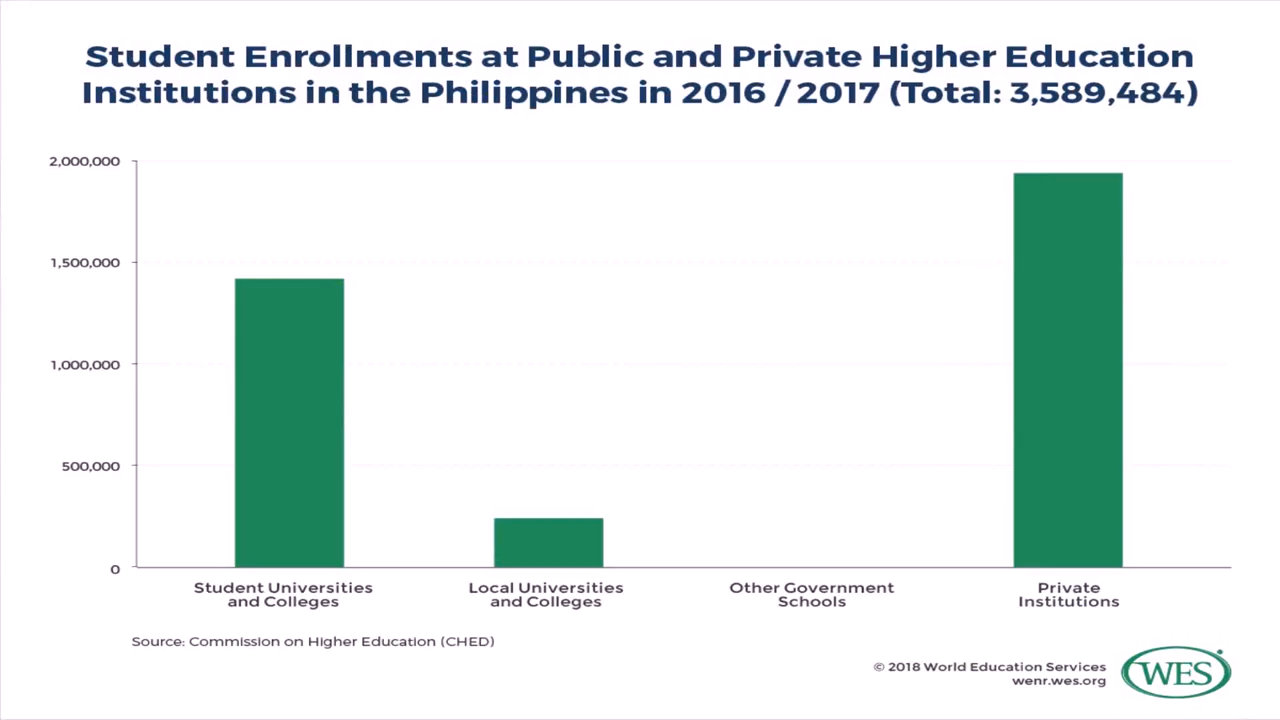 Student Enrollments at Public and Private Higher Education
Institutions in the Philippines in 2016 / 2017 (Total: 3,589,484)
2,000,000
1,500,000
1,000,000
500,000
0
Student Universities
and Colleges
Local Universities
and Colleges
Other Government
Schools
Private
Institutions
Source: Commission on Higher Education (CHED)
© 2018 World Education Services
wenr.wes.org
WES